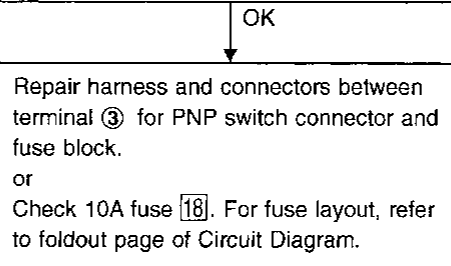 OK
Repair harness and connectors between
terminal ③ for PNP switch connector and
fuse block.
or
Check 10A fuse 18. For fuse layout, refer
to foldout page of Circuit Diagram.